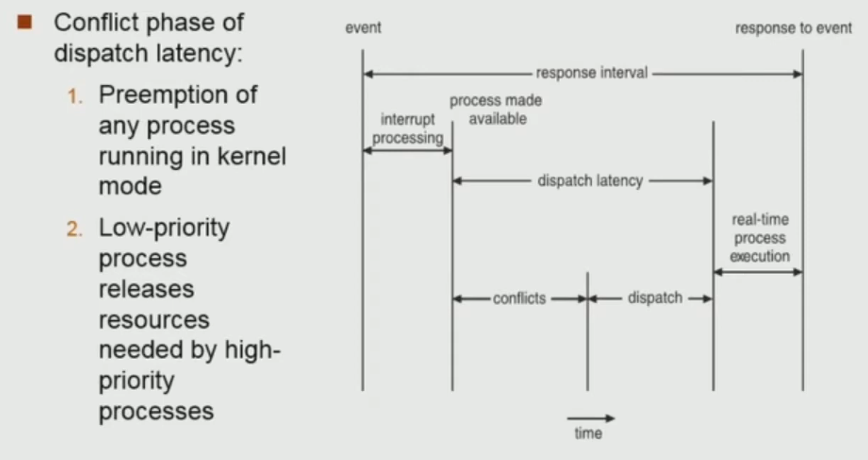 Conflict phase of
dispatch latency:
1. Preemption of
any process
running in kernel
mode
2. Low-priority
process
releases
resources
needed by high-
priority
processes
event
response to event
response interval
process made
available
interrupt
processing
dispatch latency
real-time
process
execution
conflicts
dispatch
time